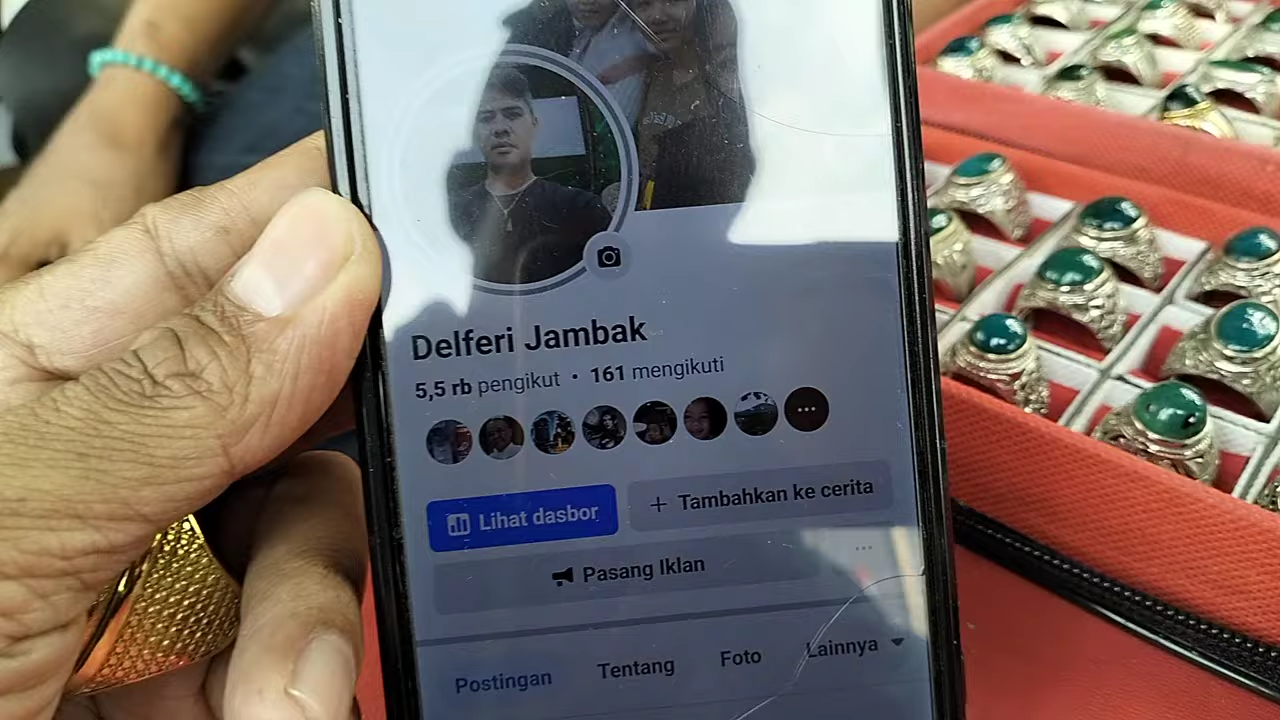 Delferi Jambak
5,5 rb pengikut • 161 mengikuti
Lihat dasbor
+ Tambahkan ke cerita
Pasang Iklan
Postingan Tentang Foto Lainnya